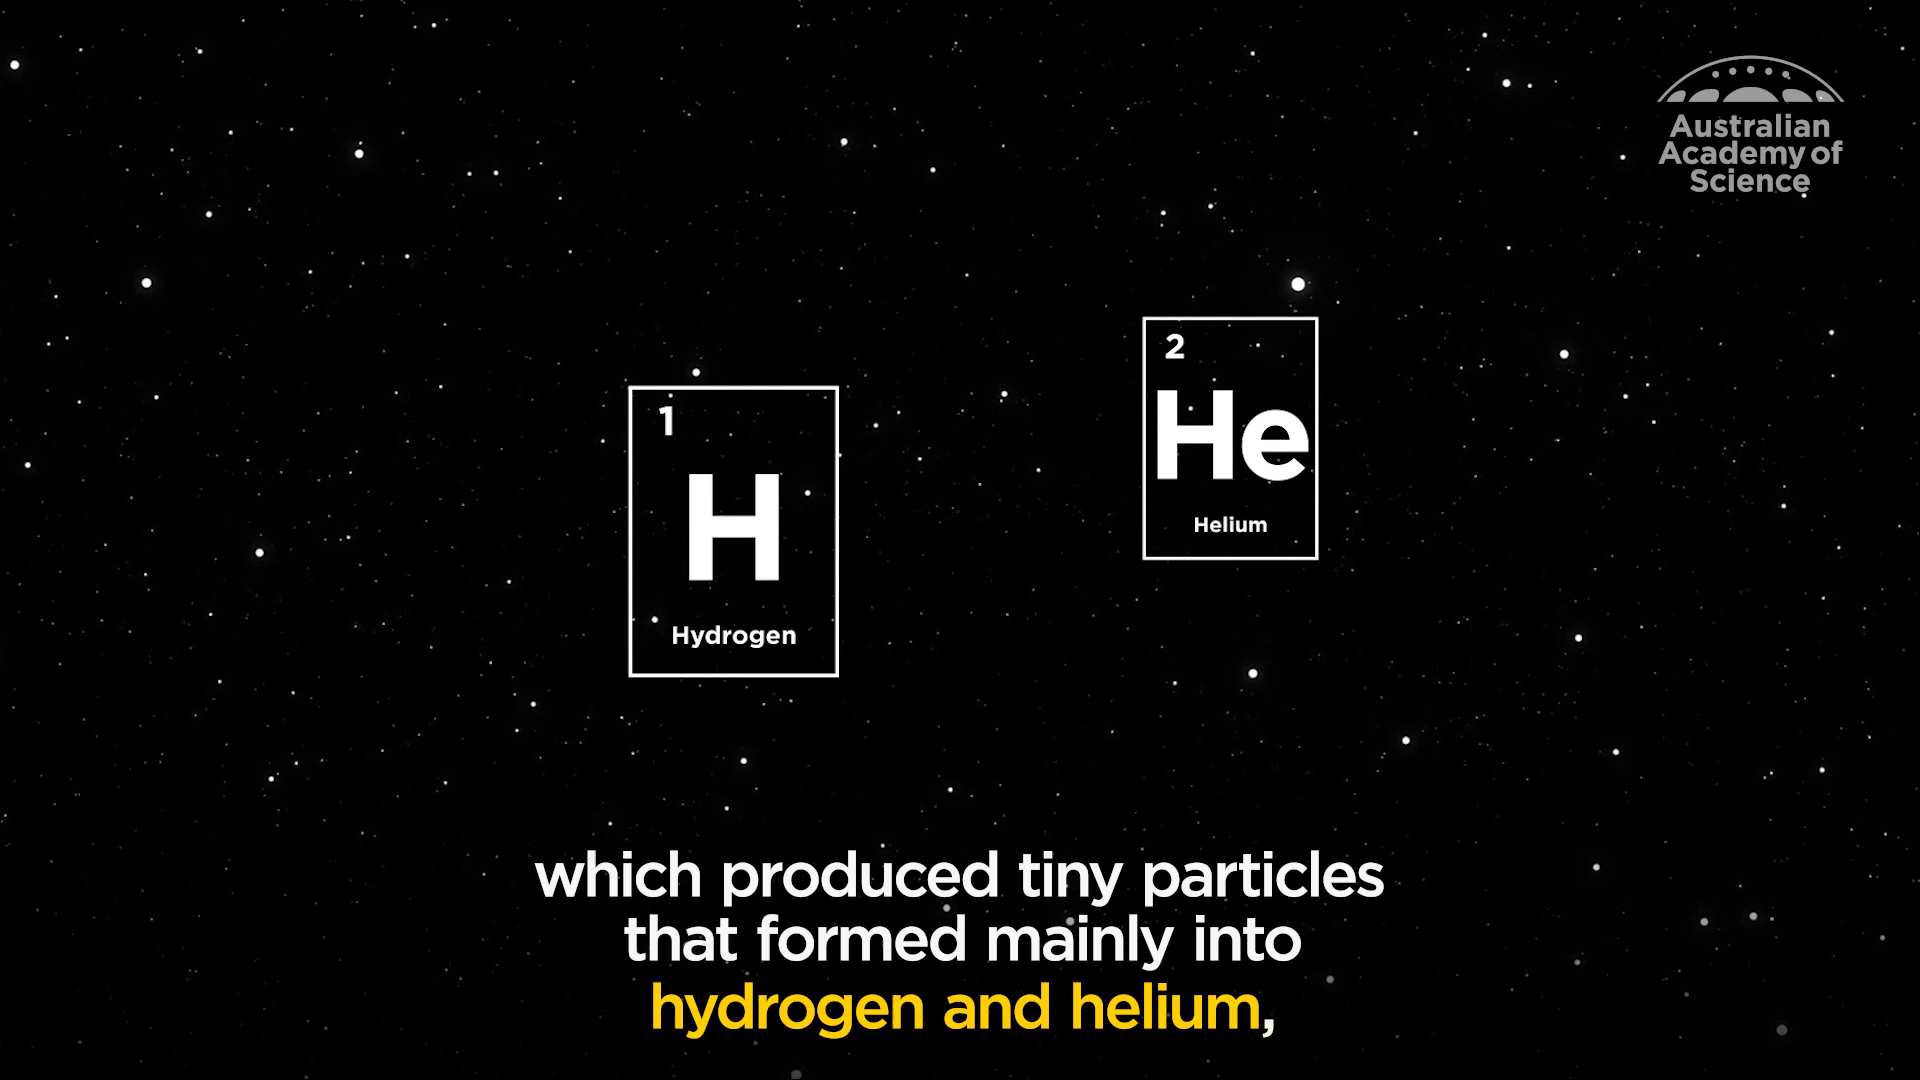 Australian
Academy of
Science
2
He
Helium
1
H
Hydrogen
which produced tiny particles
that formed mainly into
hydrogen and helium,